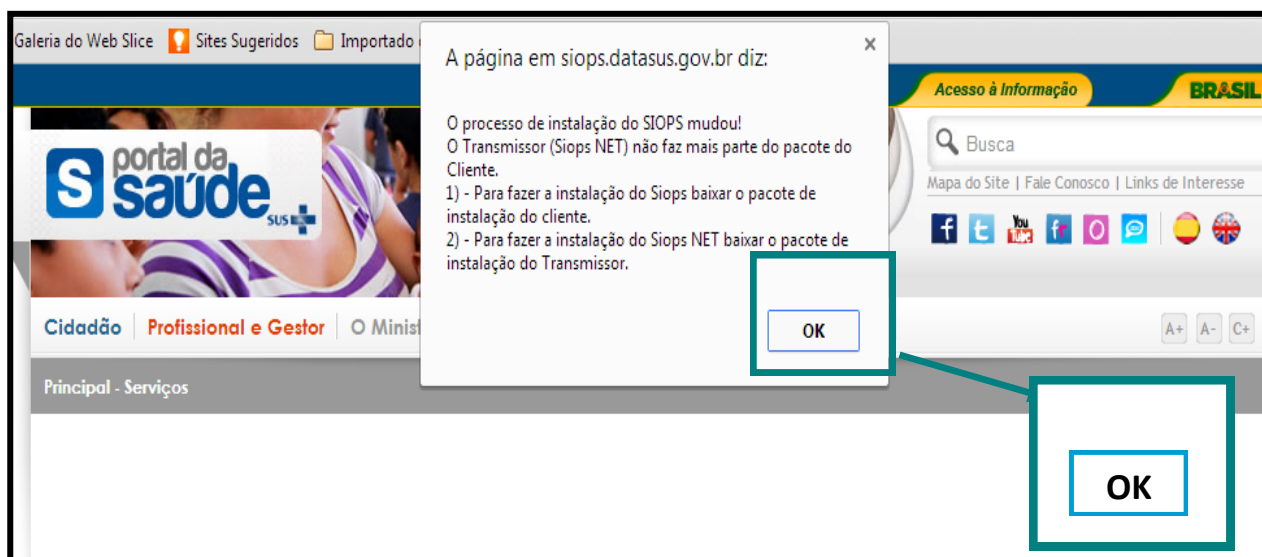 Galeria do Web Slice Sites Sugeridos Importado
A página em siops.datasus.gov.br diz:
×
O processo de instalação do SIOPS mudou!
O Transmissor (Siops NET) não faz mais parte do pacote do
Cliente.
1) - Para fazer a instalação do Siops baixar o pacote de
instalação do cliente.
2) - Para fazer a instalação do Siops NET baixar o pacote de
instalação do Transmissor.
OK
Acesso à Informação
BRASIL
S portal da
saúde
SUS
Busca
Mapa do Site | Fale Conosco | Links de Interesse
You
Tube
Cidadão Profissional e Gestor O Minist
A+ A- C+
Principal - Serviços
OK